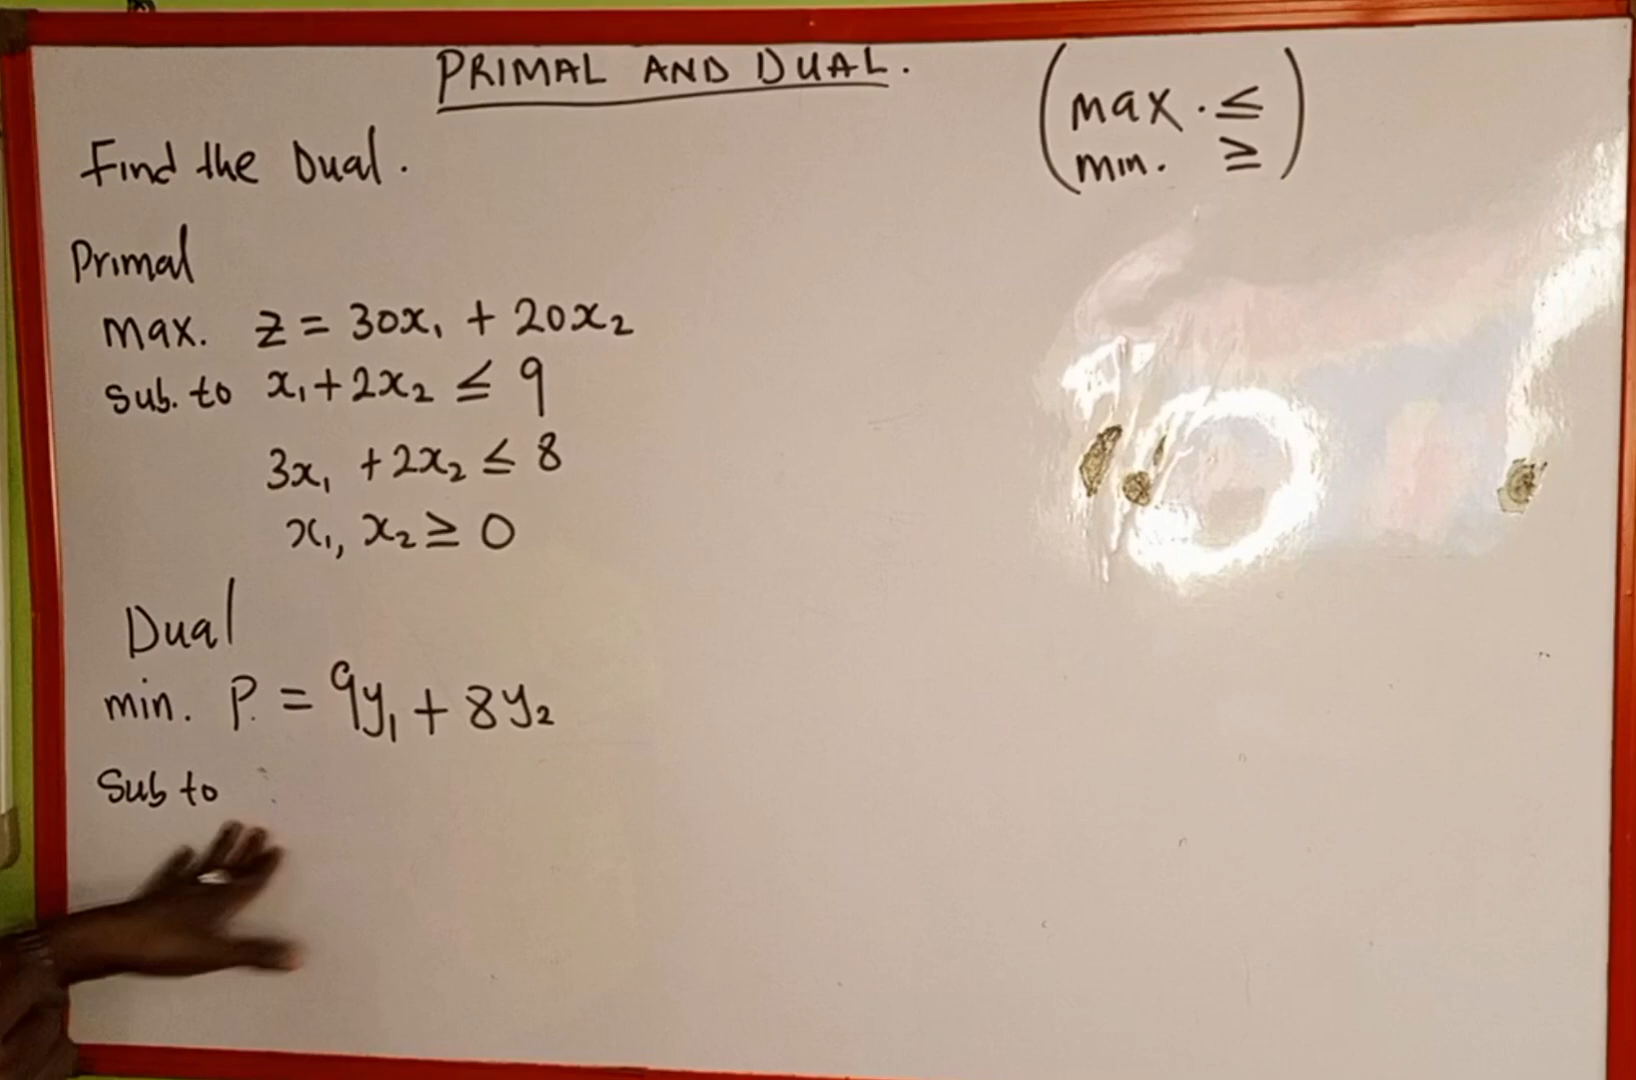 PRIMAL AND DUAL.
(max. ≤
min. ≥)
Find the Dual.
Primal
max. z = 30x₁ + 20x₂
sub. to x₁ + 2x₂ ≤ 9
3x₁ + 2x₂ ≤ 8
x₁, x₂ ≥ 0
Dual
min. P. = 9y₁ + 8y₂
Sub to